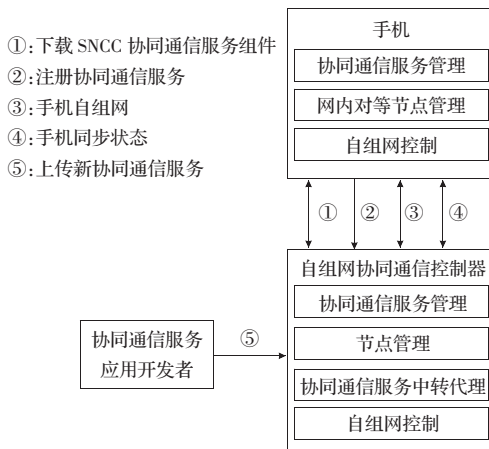 ①:下载 SNCC 协同通信服务组件
②:注册协同通信服务
③:手机自组网
④:手机同步状态
⑤:上传新协同通信服务
手机
协同通信服务管理
网内对等节点管理
自组网控制
① ② ③ ④
自组网协同通信控制器
协同通信服务管理
节点管理
协同通信服务中转代理
自组网控制
协同通信服务
应用开发者
⑤